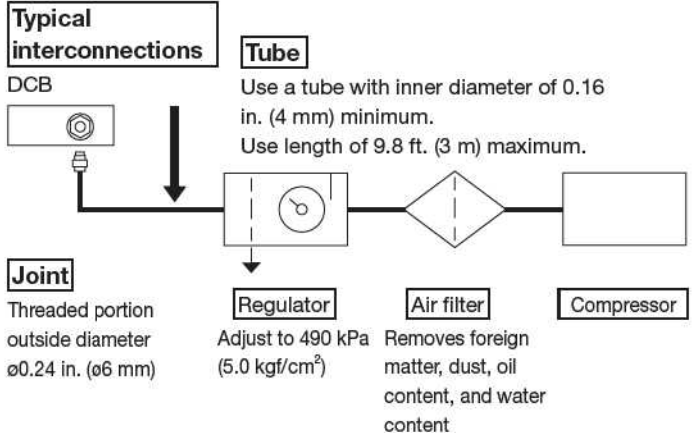 Typical
interconnections
DCB
Tube
Use a tube with inner diameter of 0.16
in. (4 mm) minimum.
Use length of 9.8 ft. (3 m) maximum.
Joint
Threaded portion
outside diameter
ø0.24 in. (ø6 mm)
Regulator
Adjust to 490 kPa
(5.0 kgf/cm²)
Air filter
Removes foreign
matter, dust, oil
content, and water
content
Compressor